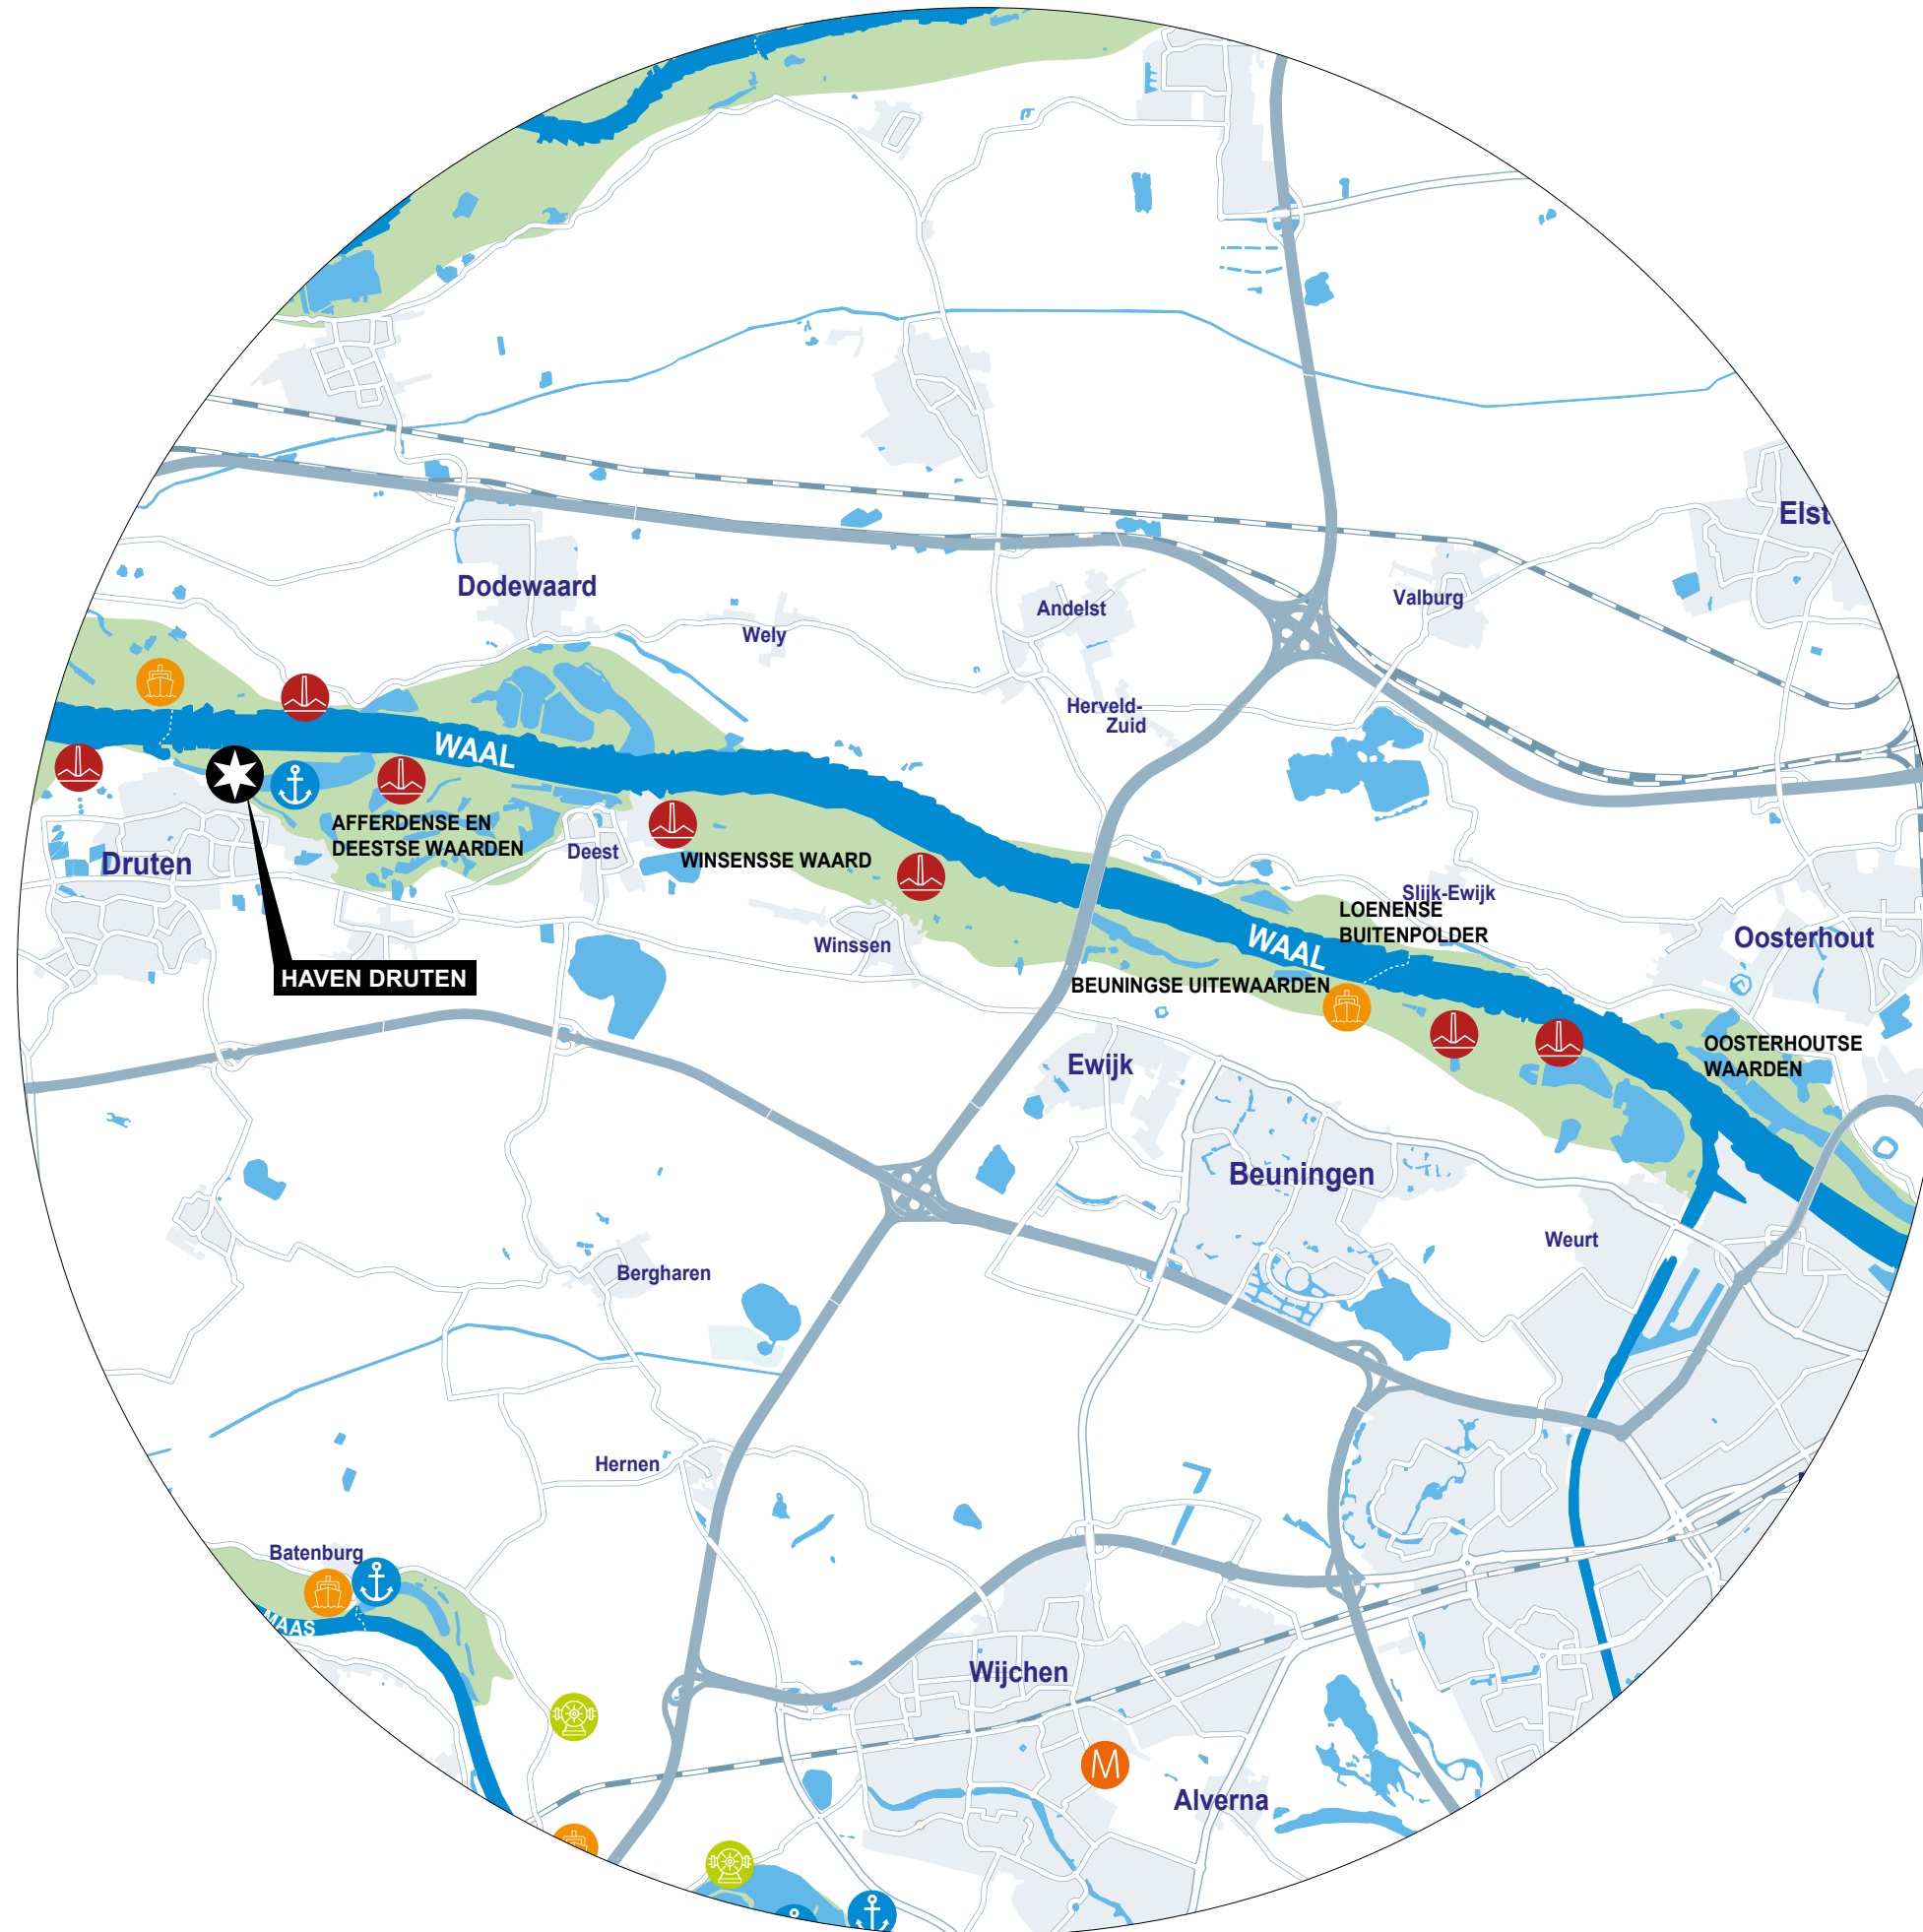 Elst
Dodewaard
Valburg
Andelst
Wely
Herveld-
Zuid
WAAL
AFFERDENSE EN
DEESTSE WAARDEN
Deest
WINSENSSE WAARD
Druten
Slijk-Ewijk
LOENENSE
BUITENPOLDER
Oosterhout
Winssen
WAAL
HAVEN DRUTEN
BEUNINGSE UITEWAARDEN
OOSTERHOUTSE
WAARDEN
Ewijk
Beuningen
Weurt
Bergharen
Hernen
Batenburg
MAAS
Wijchen
M
Alverna